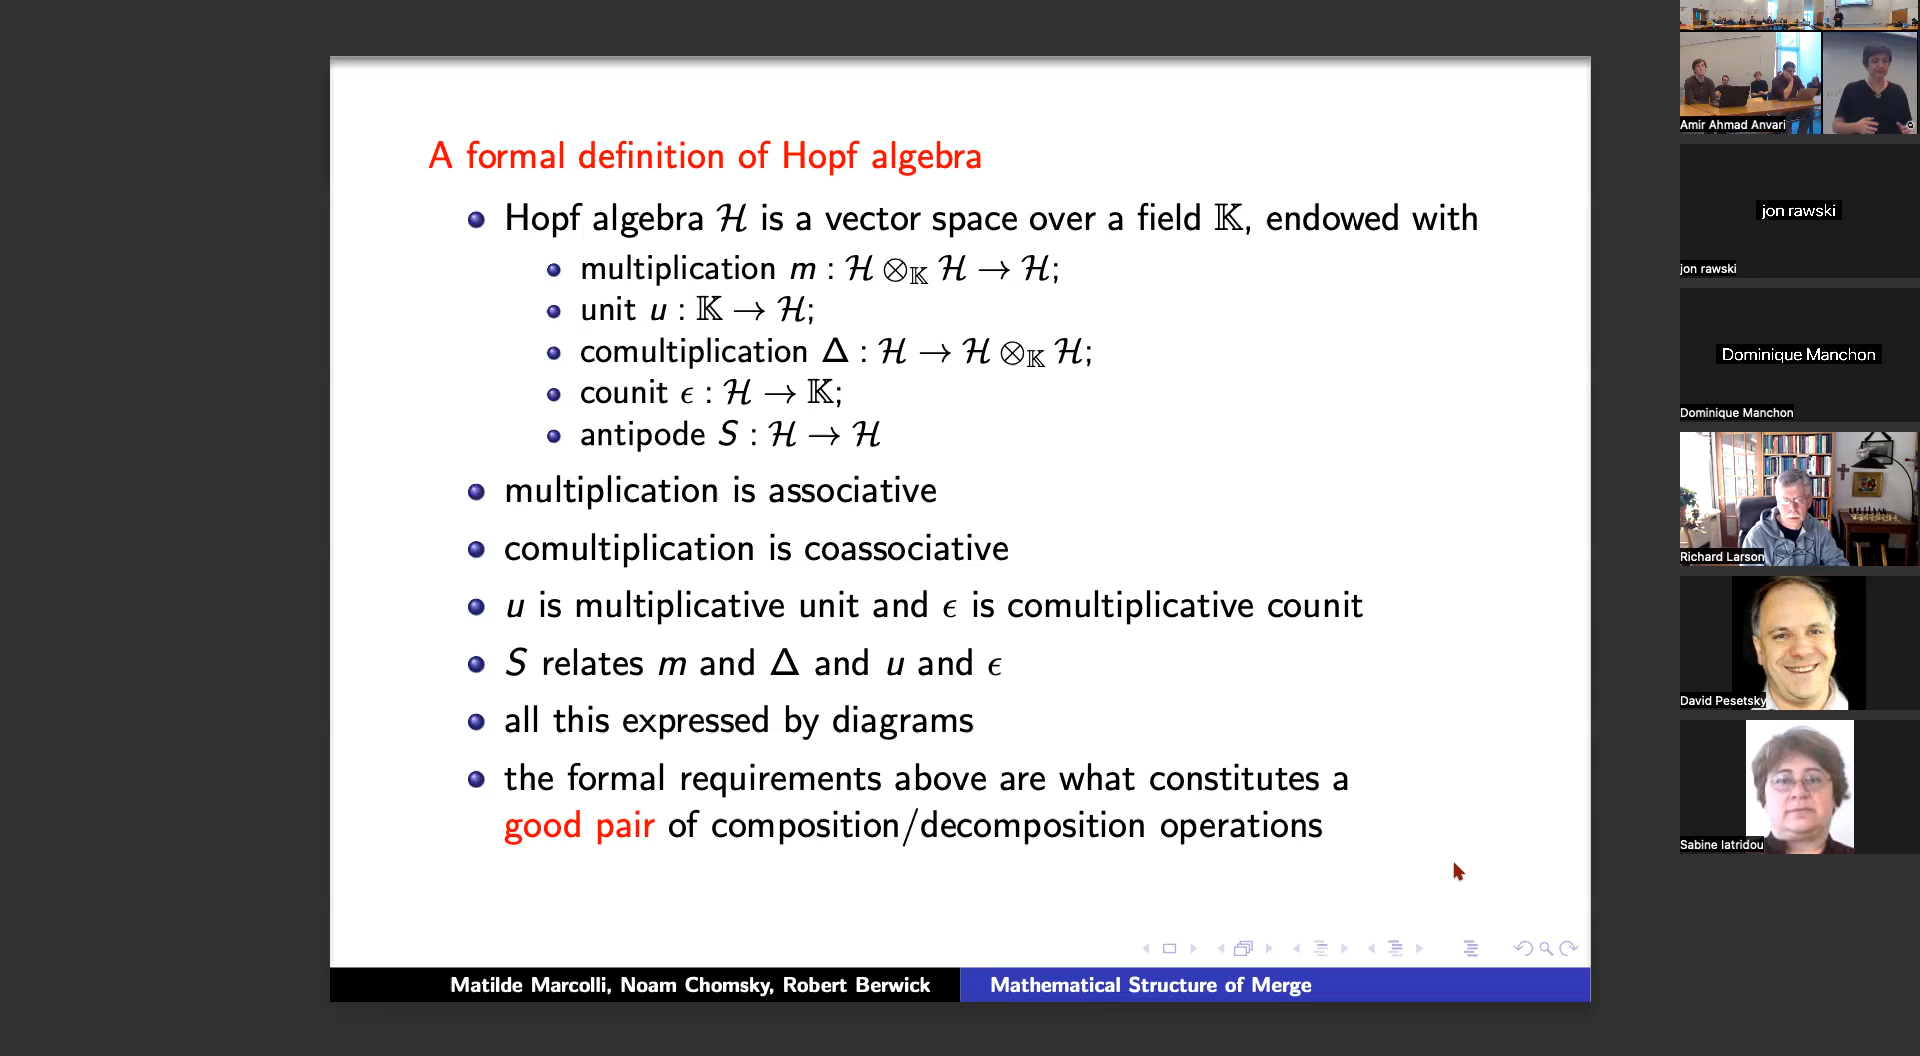 A formal definition of Hopf algebra
Hopf algebra ℋ is a vector space over a field 𝕂, endowed with
multiplication m : ℋ ⊗_𝕂 ℋ → ℋ;
unit u : 𝕂 → ℋ;
comultiplication Δ : ℋ → ℋ ⊗_𝕂 ℋ;
counit ϵ : ℋ → 𝕂;
antipode S : ℋ → ℋ
multiplication is associative
comultiplication is coassociative
u is multiplicative unit and ϵ is comultiplicative counit
S relates m and Δ and u and ϵ
all this expressed by diagrams
the formal requirements above are what constitutes a
good pair of composition/decomposition operations
Matilde Marcolli, Noam Chomsky, Robert Berwick
Mathematical Structure of Merge
Amir Ahmad Anvari
jon rawski
jon rawski
Dominique Manchon
Dominique Manchon
Richard Larson
David Pesetsky
Sabine Iatridou